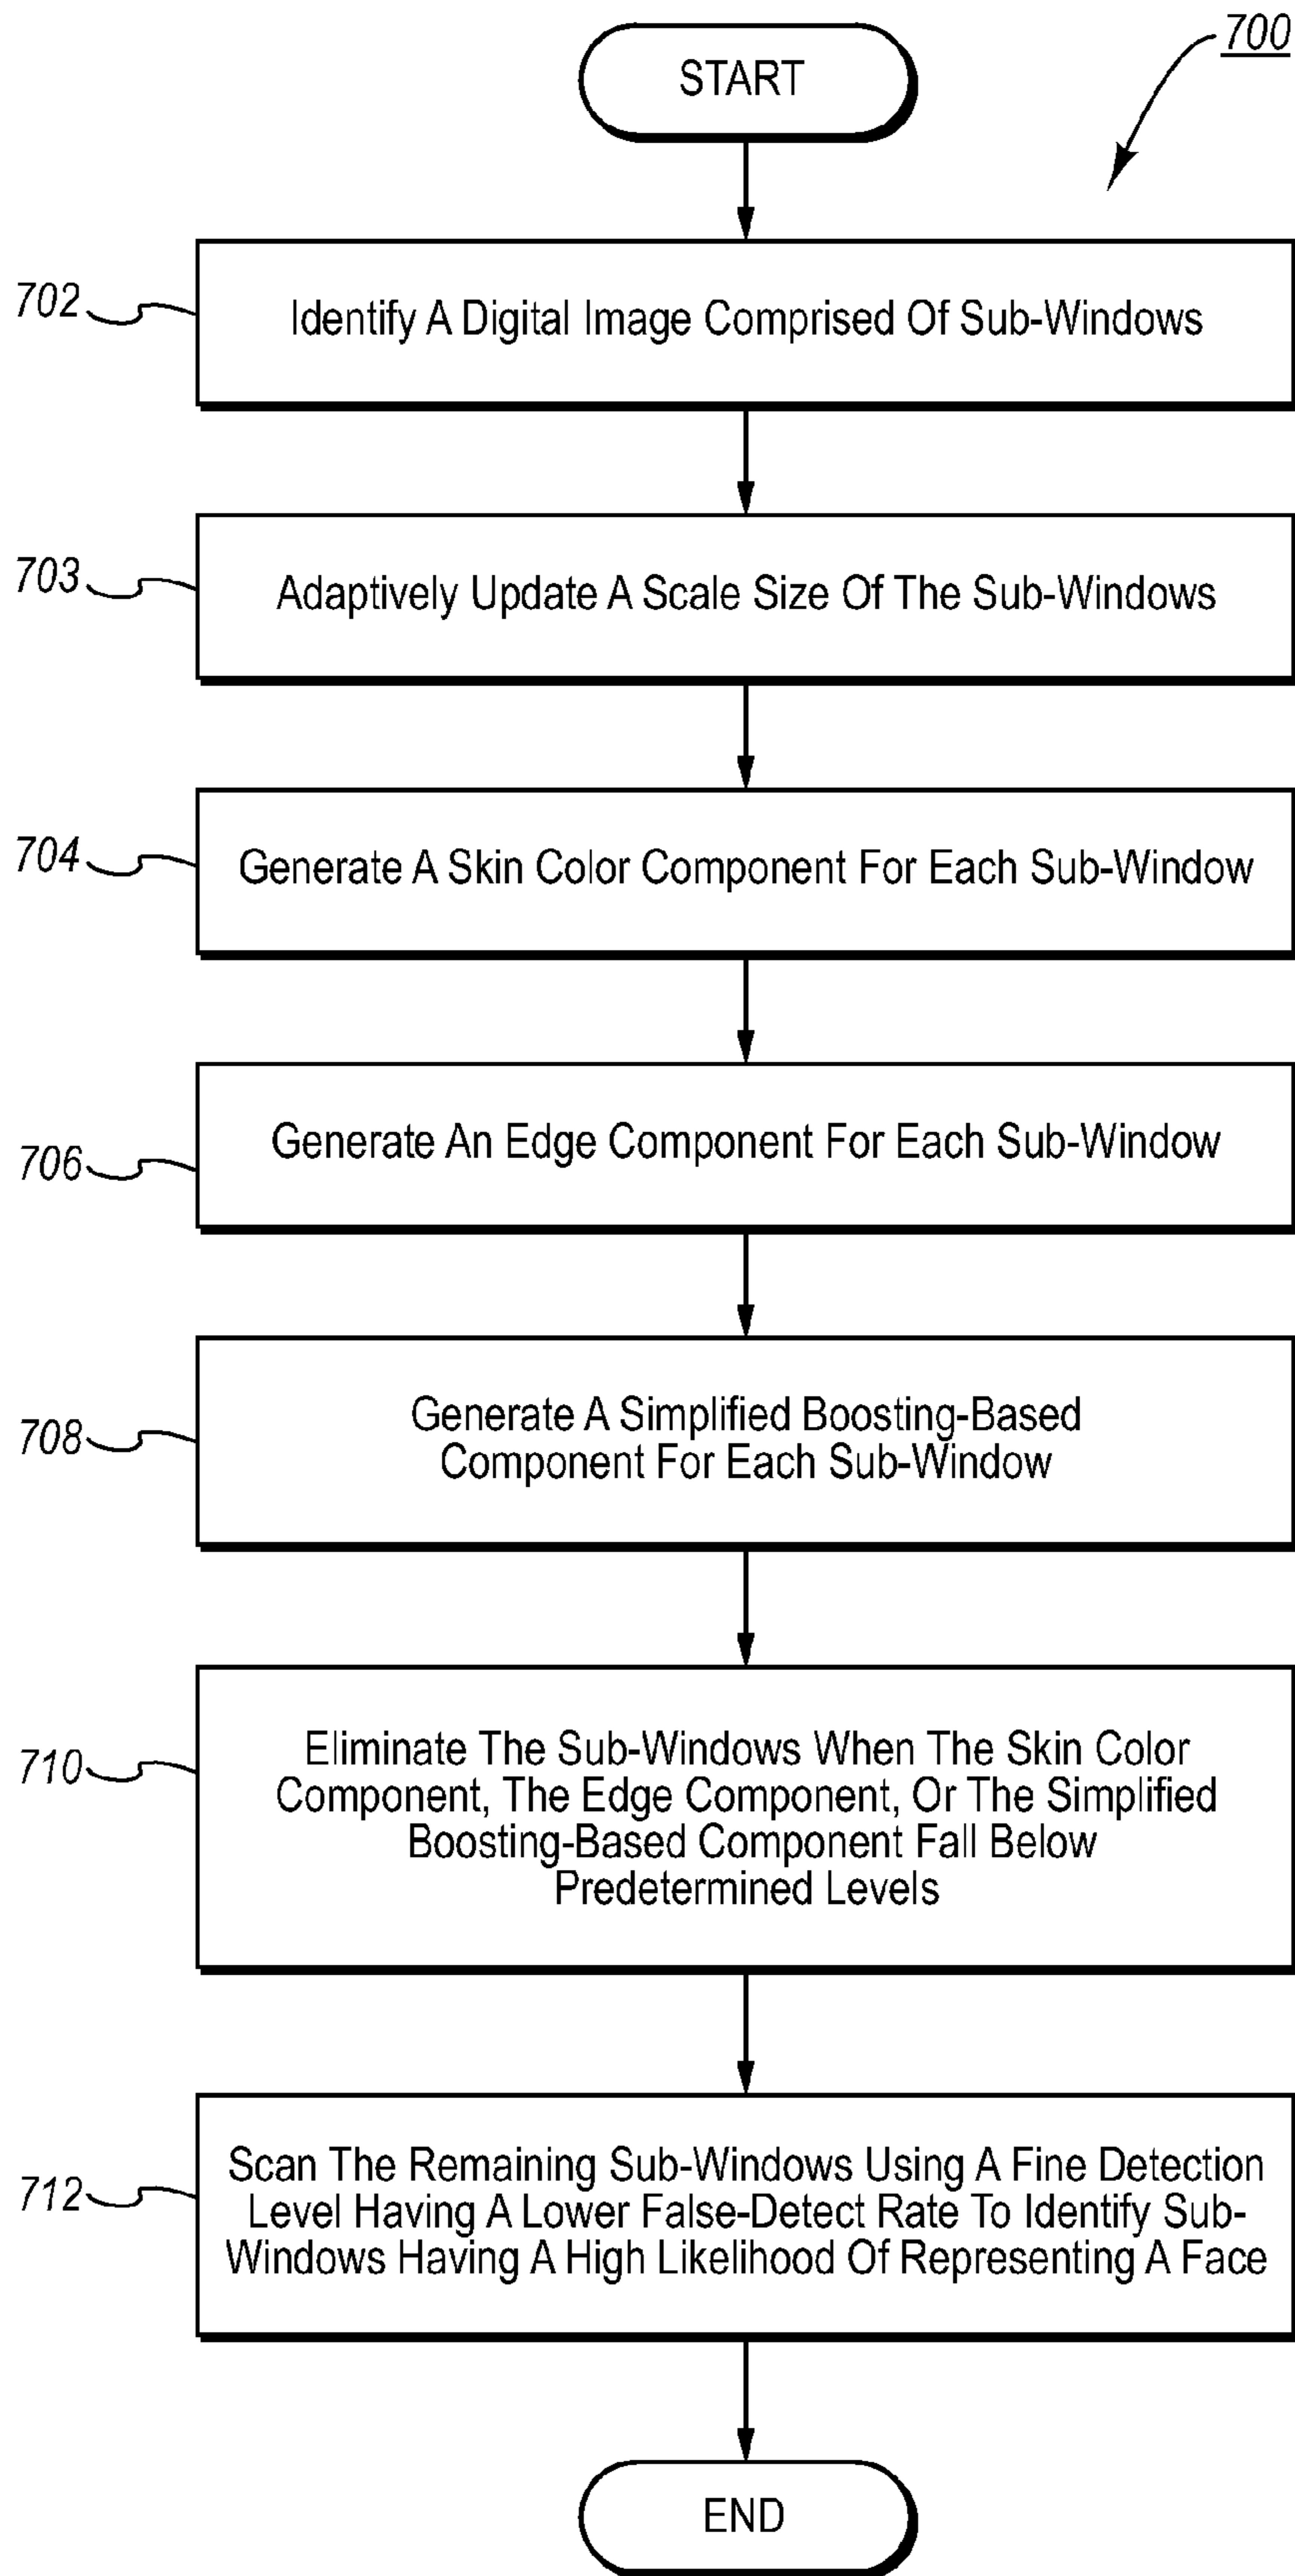 700
START
702
Identify A Digital Image Comprised Of Sub-Windows
703
Adaptively Update A Scale Size Of The Sub-Windows
704
Generate A Skin Color Component For Each Sub-Window
706
Generate An Edge Component For Each Sub-Window
708
Generate A Simplified Boosting-Based
Component For Each Sub-Window
710
Eliminate The Sub-Windows When The Skin Color
Component, The Edge Component, Or The Simplified
Boosting-Based Component Fall Below
Predetermined Levels
712
Scan The Remaining Sub-Windows Using A Fine Detection
Level Having A Lower False-Detect Rate To Identify Sub-
Windows Having A High Likelihood Of Representing A Face
END